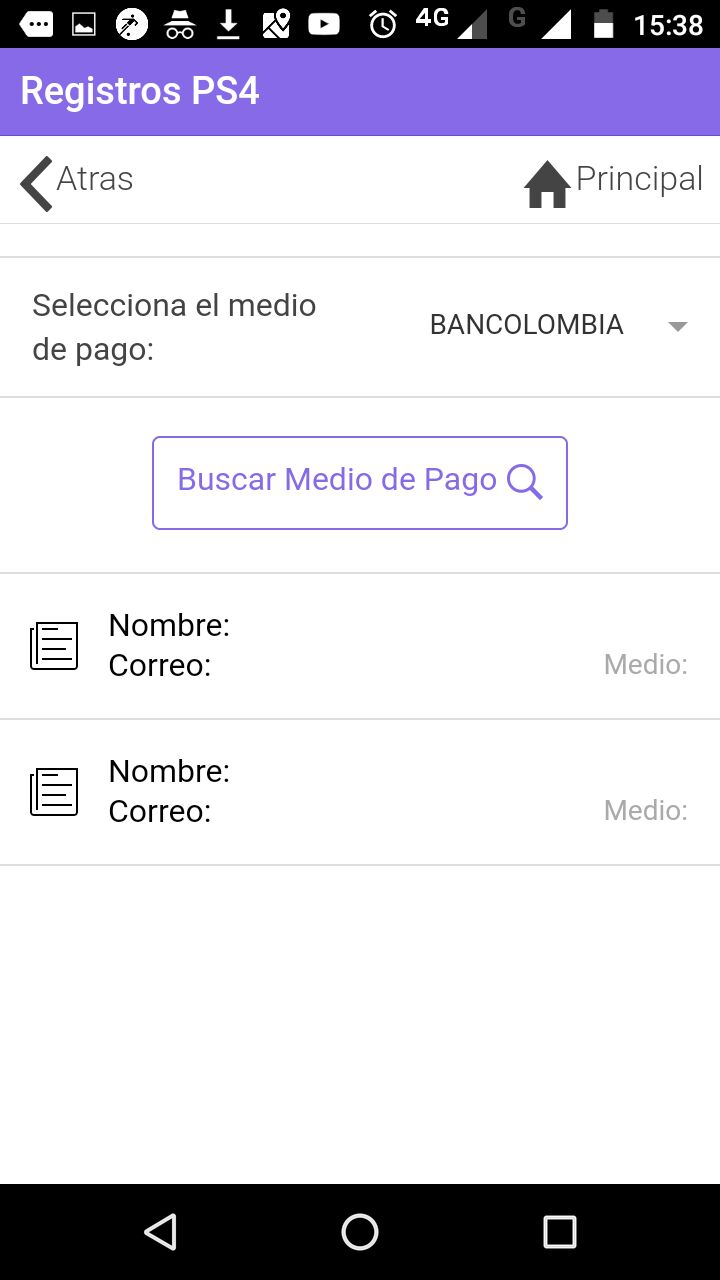 4G G 15:38
Registros PS4
Atras Principal
Selecciona el medio
de pago:
BANCOLOMBIA
Buscar Medio de Pago
Nombre:
Correo:
Medio:
Nombre:
Correo:
Medio: